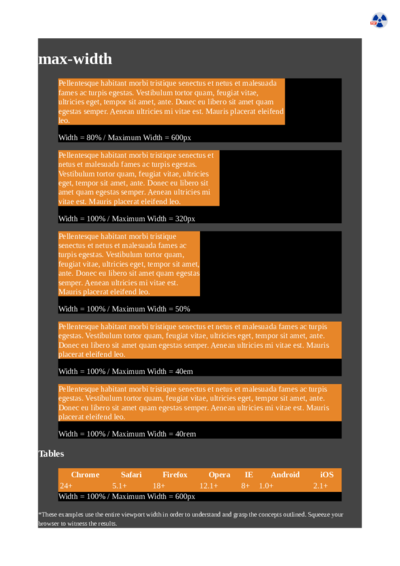 max-width
Pellentesque habitant morbi tristique senectus et netus et malesuada
fames ac turpis egestas. Vestibulum tortor quam, feugiat vitae,
ultricies eget, tempor sit amet, ante. Donec eu libero sit amet quam
egestas semper. Aenean ultricies mi vitae est. Mauris placerat eleifend
leo.
Width = 80% / Maximum Width = 600px
Pellentesque habitant morbi tristique senectus et
netus et malesuada fames ac turpis egestas.
Vestibulum tortor quam, feugiat vitae, ultricies
eget, tempor sit amet, ante. Donec eu libero sit
amet quam egestas semper. Aenean ultricies mi
vitae est. Mauris placerat eleifend leo.
Width = 100% / Maximum Width = 320px
Pellentesque habitant morbi tristique
senectus et netus et malesuada fames ac
turpis egestas. Vestibulum tortor quam,
feugiat vitae, ultricies eget, tempor sit amet,
ante. Donec eu libero sit amet quam egestas
semper. Aenean ultricies mi vitae est.
Mauris placerat eleifend leo.
Width = 100% / Maximum Width = 50%
Pellentesque habitant morbi tristique senectus et netus et malesuada fames ac turpis
egestas. Vestibulum tortor quam, feugiat vitae, ultricies eget, tempor sit amet, ante.
Donec eu libero sit amet quam egestas semper. Aenean ultricies mi vitae est. Mauris
placerat eleifend leo.
Width = 100% / Maximum Width = 40em
Pellentesque habitant morbi tristique senectus et netus et malesuada fames ac turpis
egestas. Vestibulum tortor quam, feugiat vitae, ultricies eget, tempor sit amet, ante.
Donec eu libero sit amet quam egestas semper. Aenean ultricies mi vitae est. Mauris
placerat eleifend leo.
Width = 100% / Maximum Width = 40rem
Tables
Chrome Safari Firefox Opera IE Android iOS
24+ 5.1+ 18+ 12.1+ 8+ 1.0+ 2.1+
Width = 100% / Maximum Width = 600px
*These examples use the entire viewport width in order to understand and grasp the concepts outlined. Squeeze your
browser to witness the results.